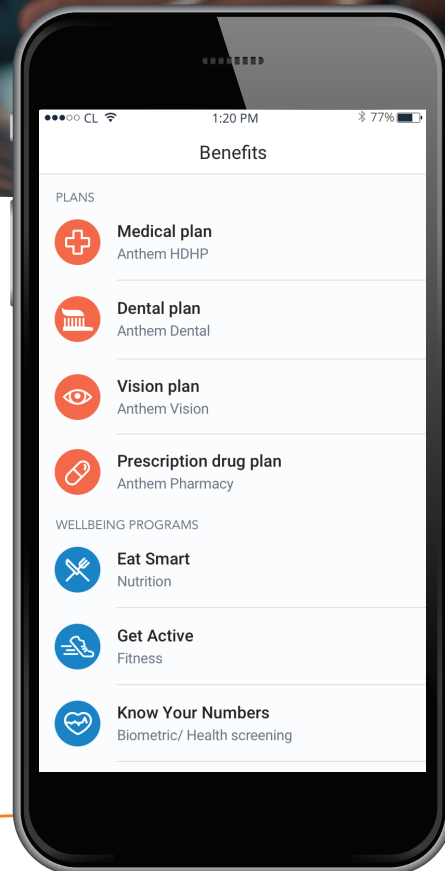 CL 1:20 PM 77%
Benefits
PLANS
Medical plan
Anthem HDHP
Dental plan
Anthem Dental
Vision plan
Anthem Vision
Prescription drug plan
Anthem Pharmacy
WELLBEING PROGRAMS
Eat Smart
Nutrition
Get Active
Fitness
Know Your Numbers
Biometric/ Health screening